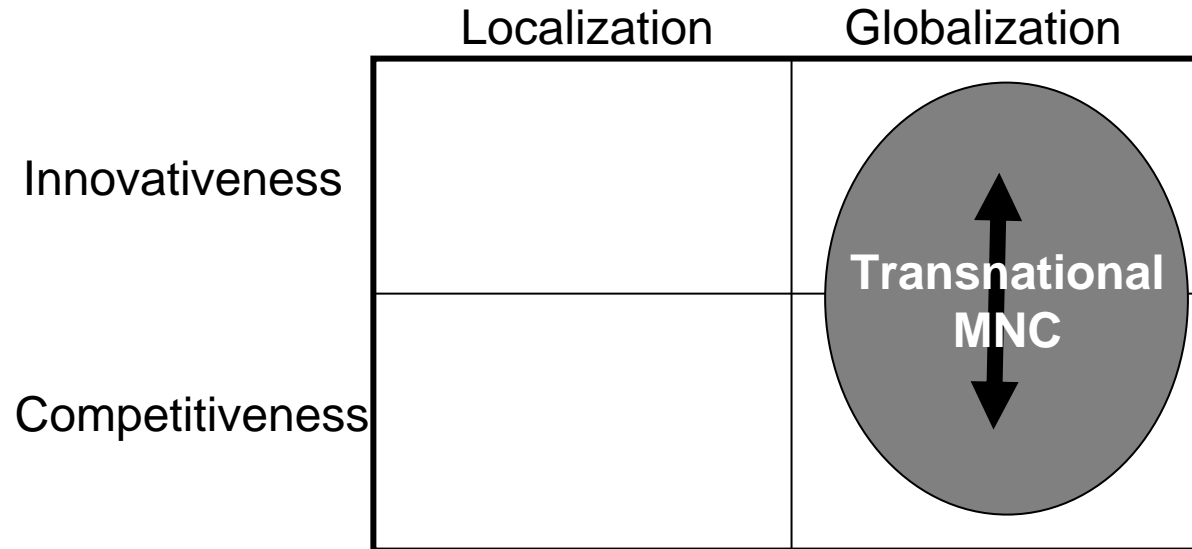 Localization Globalization
Innovativeness
Transnational
MNC
Competitiveness